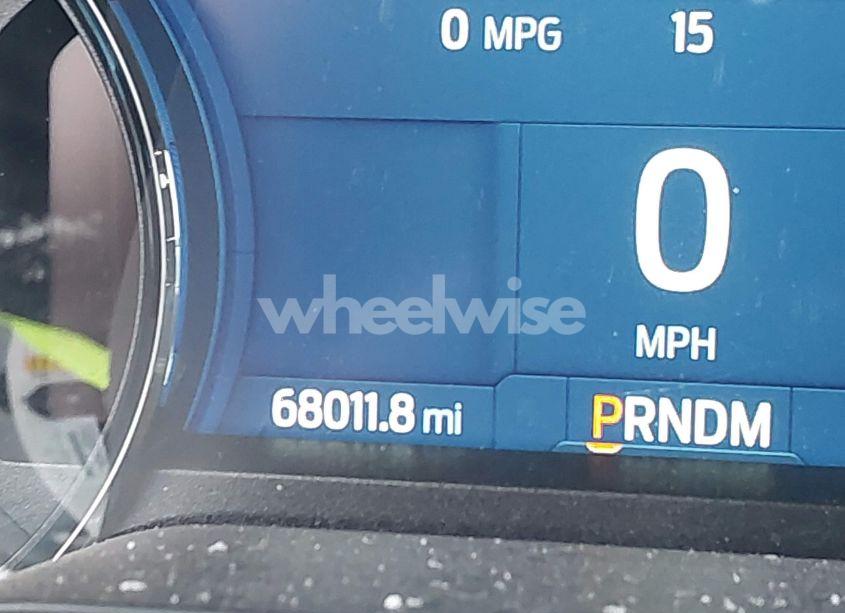 0 MPG 15
0
MPH
wheelwise
68011.8 mi PRNDM